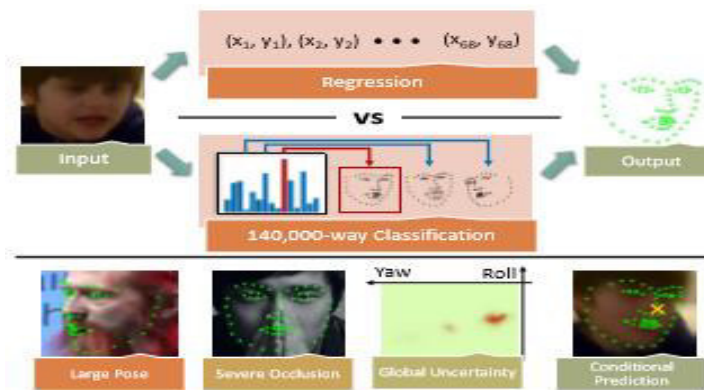 (x₁, y₁), (x₂, y₂) • • • (x₆₈, y₆₈)
Regression
VS
Input
Output
140,000-way Classification
Yaw
Roll
Large Pose
Severe Occlusion
Global Uncertainty
Conditional
Prediction